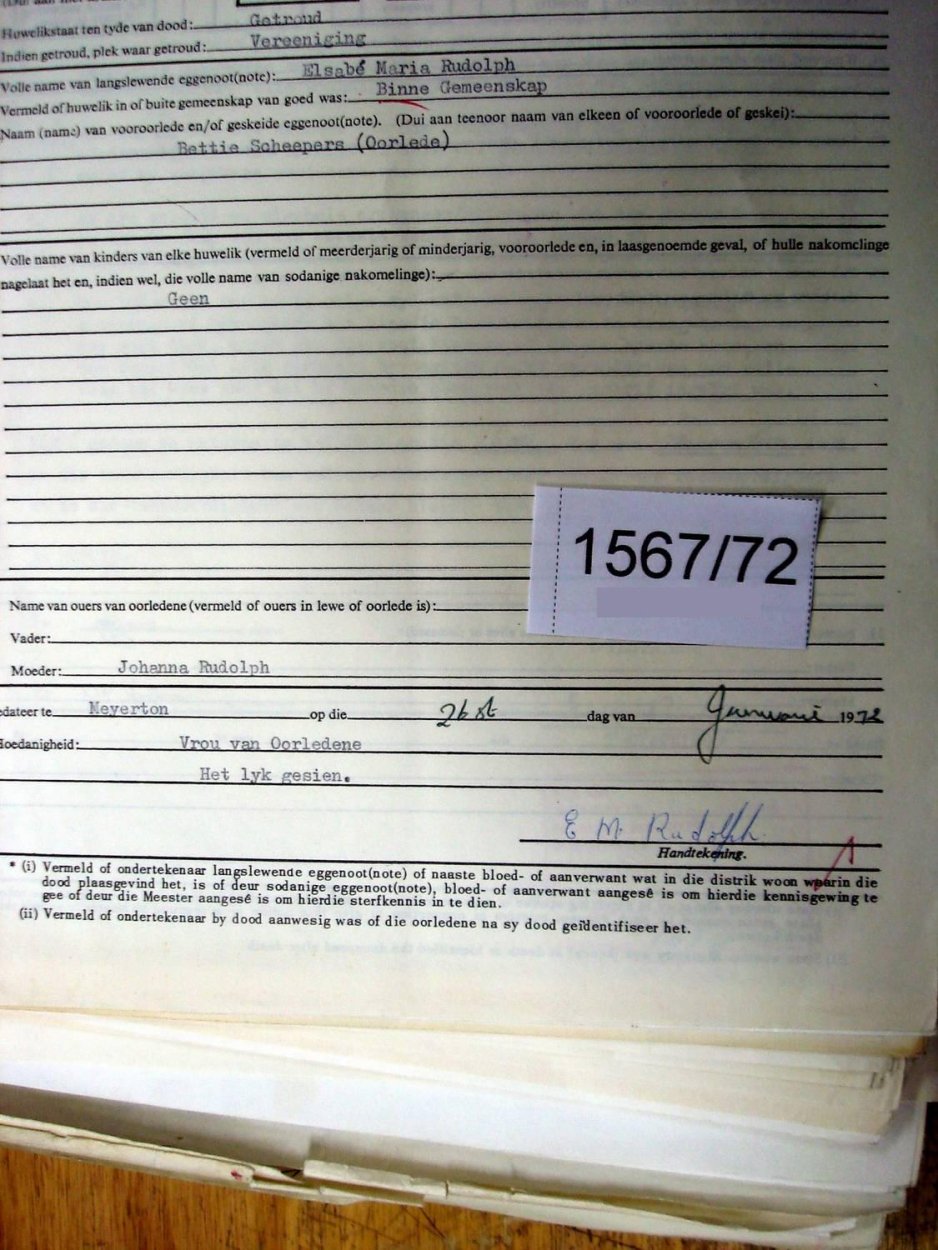 Huwelikstaat ten tyde van dood: Getroud
Indien getroud, plek waar getroud: Vereeniging
Volle name van langslewende eggenoot(note): Elsabé Maria Rudolph
Vermeld of huwelik in of buite gemeenskap van goed was: Binne Gemeenskap
Naam (name) van vooroorlede en/of geskeide eggenoot(note). (Dui aan teenoor naam van elkeen of vooroorlede of geskei):
Bettie Scheepers (Oorlede)
Volle name van kinders van elke huwelik (vermeld of meerderjarig of minderjarig, vooroorlede en, in laasgenoemde geval, of hulle nakomelinge
nagelaat het en, indien wel, die volle name van sodanige nakomelinge):
Geen
1567/72
Name van ouers van oorledene (vermeld of ouers in lewe of oorlede is):
Vader:
Moeder: Johanna Rudolph
edateer te Meyerton op die 26st dag van Januarie 1972
Hoedanigheid: Vrou van Oorledene
Het lyk gesien.
E M Rudolph
Handtekening.
* (i) Vermeld of ondertekenaar langslewende eggenoot(note) of naaste bloed- of aanverwant wat in die distrik woon waarin die
dood plaasgevind het, is of deur sodanige eggenoot(note), bloed- of aanverwant aangesê is om hierdie kennisgewing te
gee of deur die Meester aangesê is om hierdie sterfkennis in te dien.
(ii) Vermeld of ondertekenaar by dood aanwesig was of die oorledene na sy dood geïdentifiseer het.